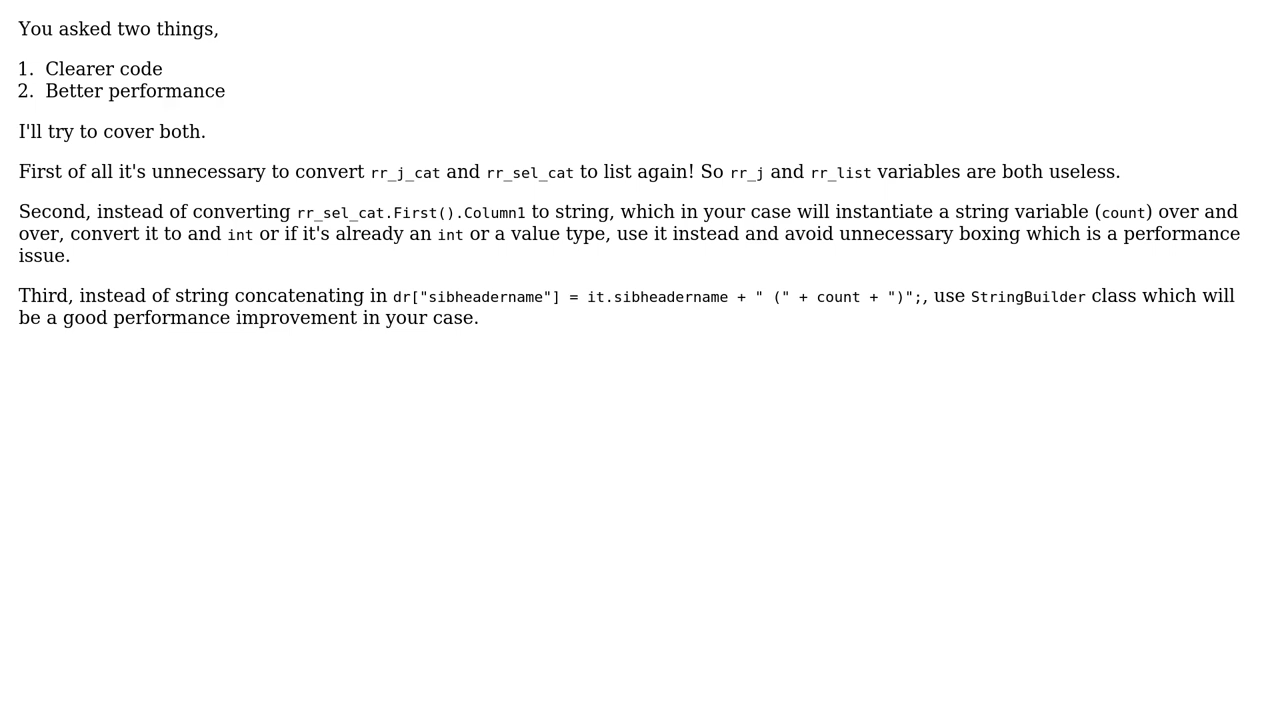 You asked two things,
1. Clearer code
2. Better performance
I'll try to cover both.
First of all it's unnecessary to convert rr_j_cat and rr_sel_cat to list again! So rr_j and rr_list variables are both useless.
Second, instead of converting rr_sel_cat.First().Column1 to string, which in your case will instantiate a string variable (count) over and
over, convert it to and int or if it's already an int or a value type, use it instead and avoid unnecessary boxing which is a performance
issue.
Third, instead of string concatenating in dr["sibheadername"] = it.sibheadername + " (" + count + ")";, use StringBuilder class which will
be a good performance improvement in your case.